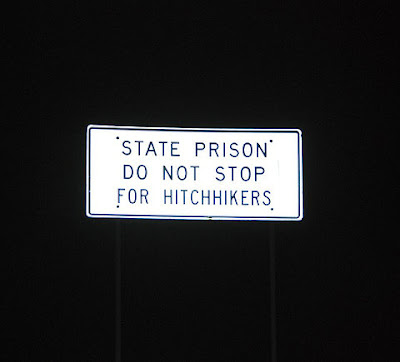 STATE PRISON
DO NOT STOP
FOR HITCHHIKERS